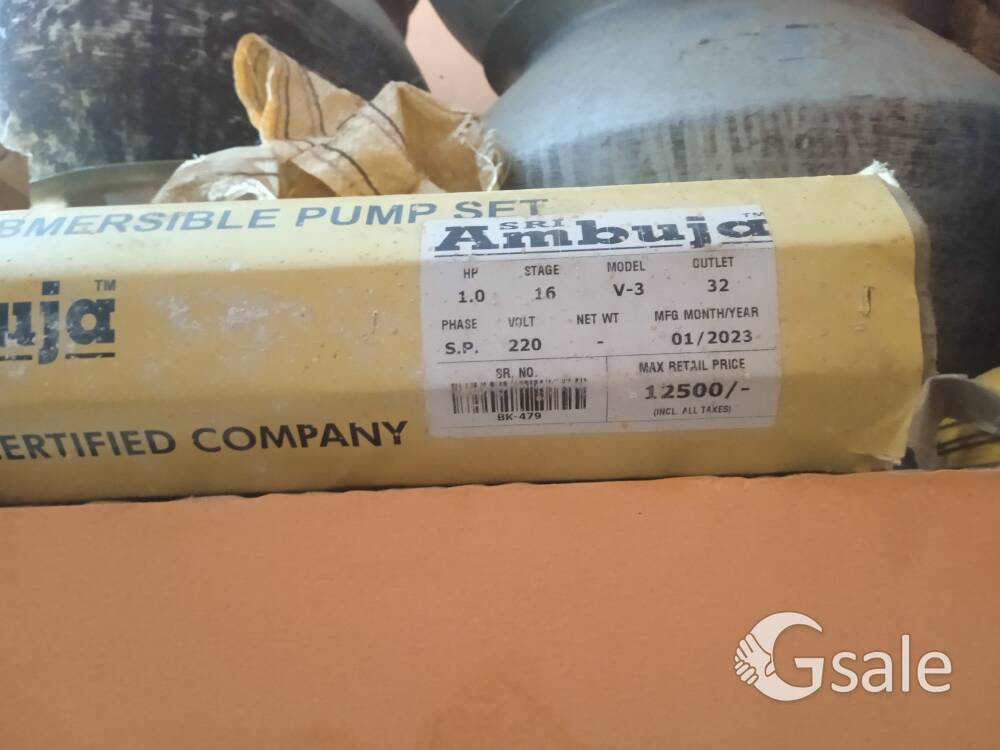 BMERSIBLE PUMP SET
uja™
ERTIFIED COMPANY
SRI
Ambuja™
HP STAGE MODEL OUTLET
1.0 16 V-3 32
PHASE VOLT NET WT MFG MONTH/YEAR
S.P. 220 - 01/2023
SR. NO. MAX RETAIL PRICE
12500/-
BK-479 (INCL. ALL TAXES)
Gsale